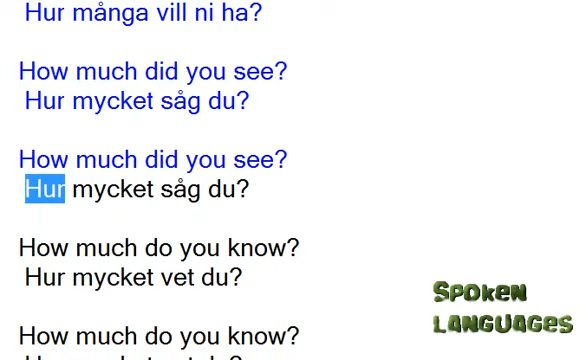 Hur många vill ni ha?
How much did you see?
Hur mycket såg du?
How much did you see?
Hur mycket såg du?
How much do you know?
Hur mycket vet du?
How much do you know?
Spoken
Languages